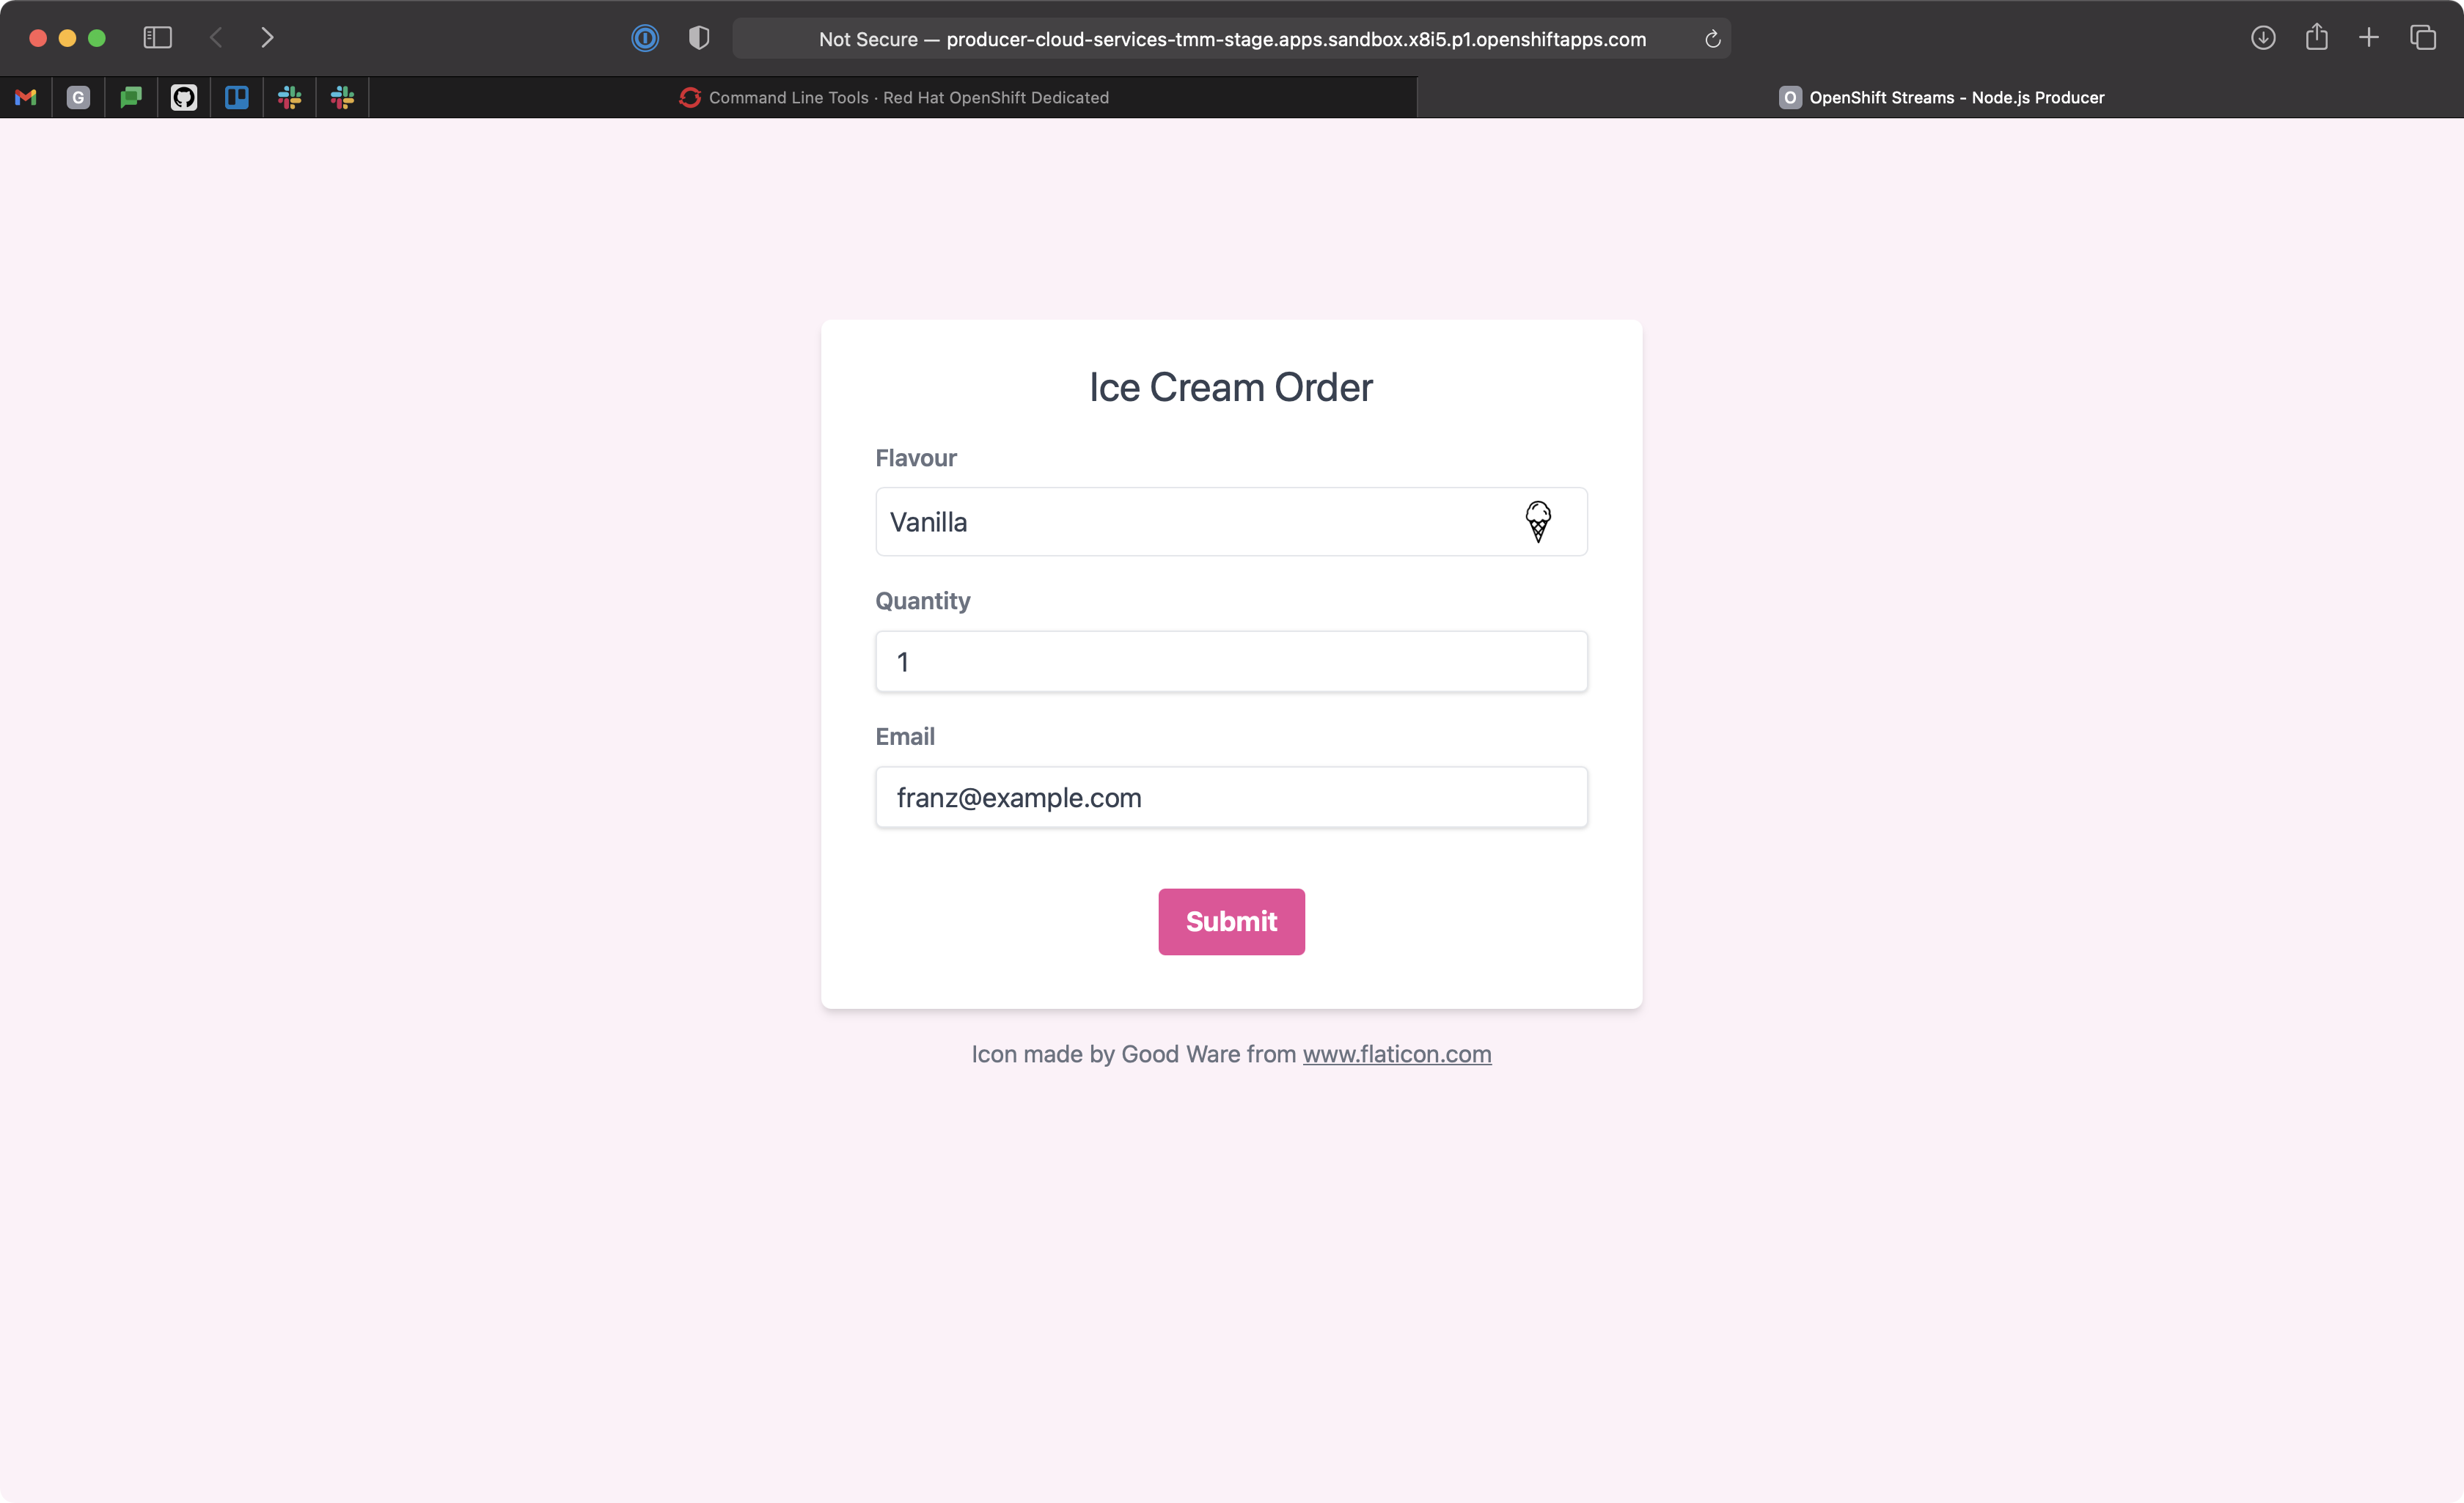 Not Secure — producer-cloud-services-tmm-stage.apps.sandbox.x8i5.p1.openshiftapps.com
G
Command Line Tools · Red Hat OpenShift Dedicated
O OpenShift Streams - Node.js Producer
Ice Cream Order
Flavour
Vanilla
Quantity
1
Email
franz@example.com
Submit
Icon made by Good Ware from www.flaticon.com